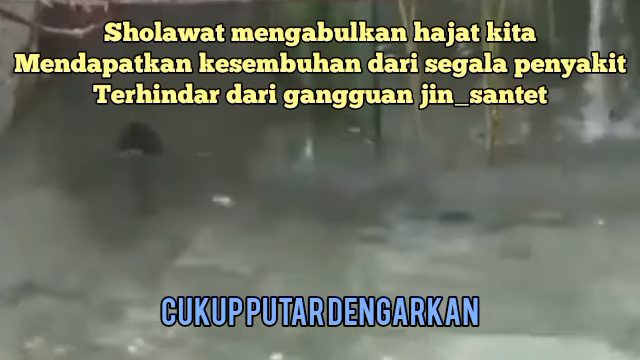 Sholawat mengabulkan hajat kita
Mendapatkan kesembuhan dari segala penyakit
Terhindar dari gangguan jin_santet
CUKUP PUTAR DENGARKAN